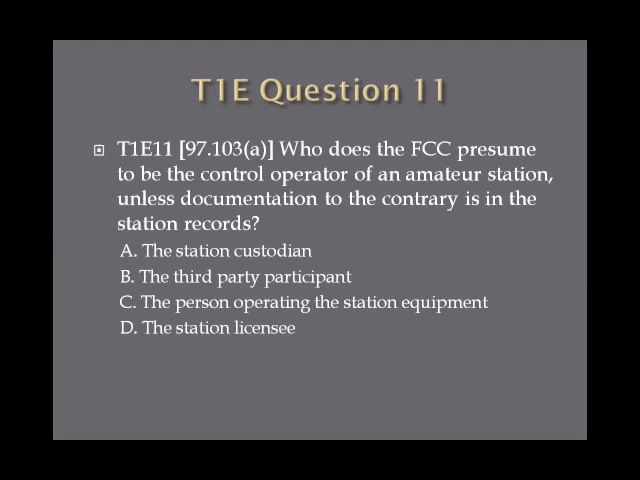 T1E Question 11
T1E11 [97.103(a)] Who does the FCC presume
to be the control operator of an amateur station,
unless documentation to the contrary is in the
station records?
A. The station custodian
B. The third party participant
C. The person operating the station equipment
D. The station licensee